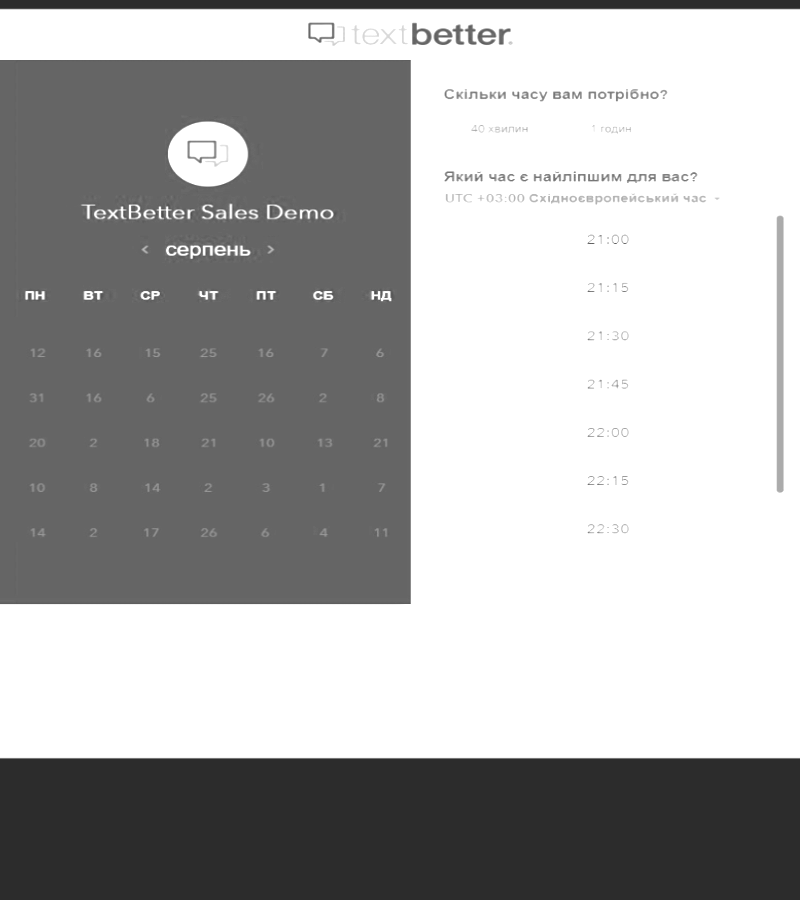 textbetter.
TextBetter Sales Demo
< серпень >
ПН ВТ СР ЧТ ПТ СБ НД
12 16 15 25 16 7 6
31 16 6 25 26 2 8
20 2 18 21 10 13 21
10 8 14 2 3 1 7
14 2 17 26 6 4 11
Скільки часу вам потрібно?
40 хвилин 1 годин
Який час є найліпшим для вас?
UTC +03:00 Східноєвропейський час
21:00
21:15
21:30
21:45
22:00
22:15
22:30